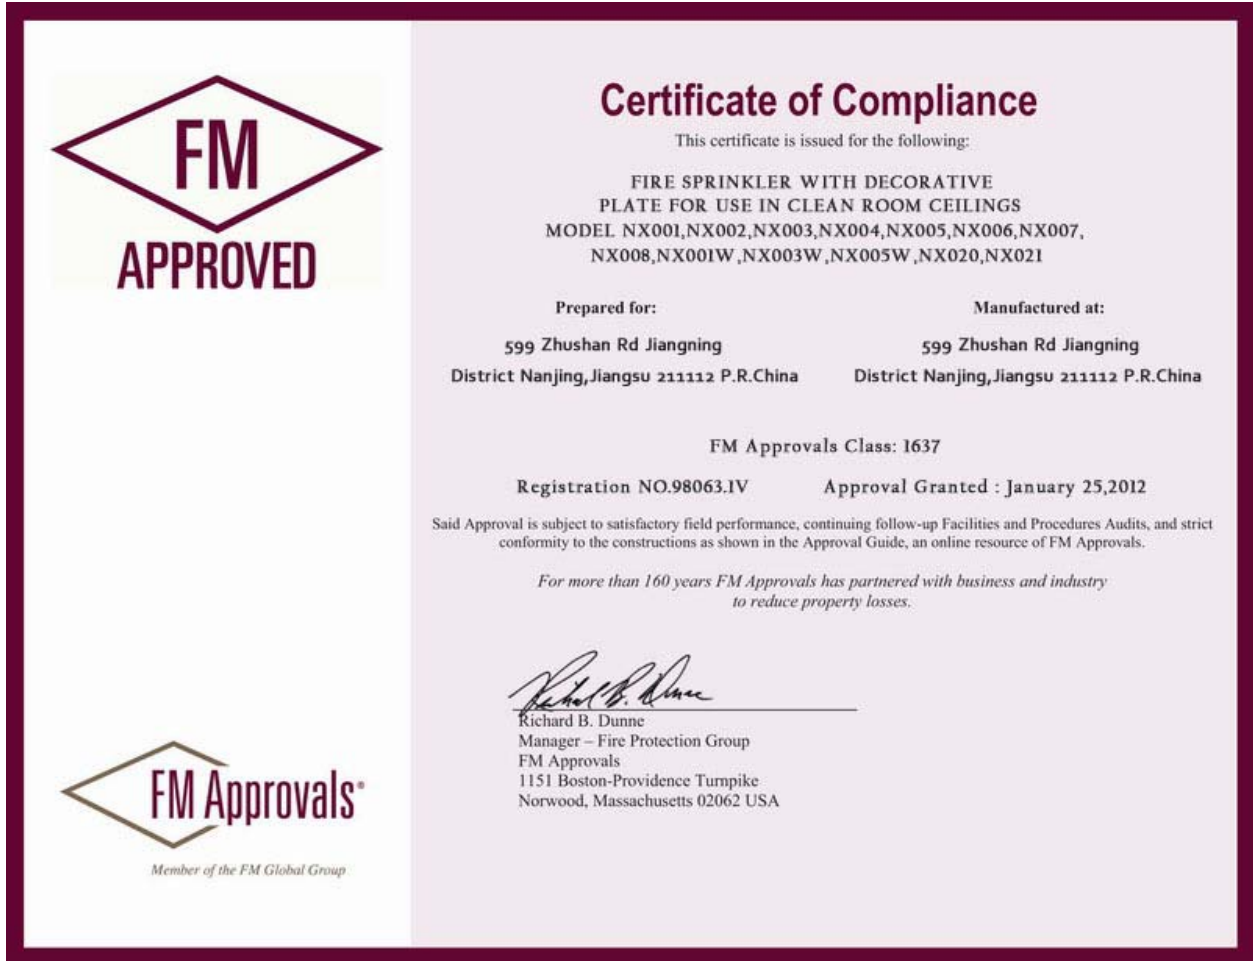 FM
APPROVED
Certificate of Compliance
This certificate is issued for the following:
FIRE SPRINKLER WITH DECORATIVE
PLATE FOR USE IN CLEAN ROOM CEILINGS
MODEL NX001,NX002,NX003,NX004,NX005,NX006,NX007,
NX008,NX001W,NX003W,NX005W,NX020,NX021
Prepared for:
599 Zhushan Rd Jiangning
District Nanjing,Jiangsu 211112 P.R.China
Manufactured at:
599 Zhushan Rd Jiangning
District Nanjing,Jiangsu 211112 P.R.China
FM Approvals Class: 1637
Registration NO.98063.IV
Approval Granted : January 25,2012
Said Approval is subject to satisfactory field performance, continuing follow-up Facilities and Procedures Audits, and strict
conformity to the constructions as shown in the Approval Guide, an online resource of FM Approvals.
For more than 160 years FM Approvals has partnered with business and industry
to reduce property losses.
Richard B. Dunne
Richard B. Dunne
Manager – Fire Protection Group
FM Approvals
1151 Boston-Providence Turnpike
Norwood, Massachusetts 02062 USA
FM Approvals®
Member of the FM Global Group